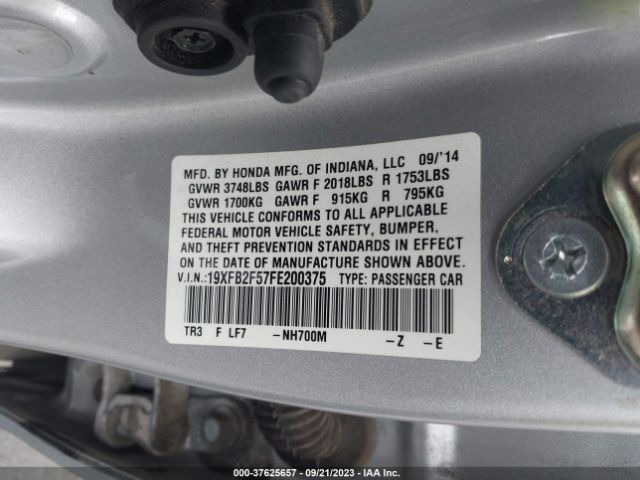 MFD. BY HONDA MFG. OF INDIANA, LLC 09/'14
GVWR 3748LBS GAWR F 2018LBS R 1753LBS
GVWR 1700KG GAWR F 915KG R 795KG
THIS VEHICLE CONFORMS TO ALL APPLICABLE
FEDERAL MOTOR VEHICLE SAFETY, BUMPER,
AND THEFT PREVENTION STANDARDS IN EFFECT
ON THE DATE OF MANUFACTURE SHOWN ABOVE.
V.I.N.:19XFB2F57FE200375 TYPE: PASSENGER CAR
TR3 F LF7 -NH700M -Z -E
000-37625657 - 09/21/2023 - IAA Inc.